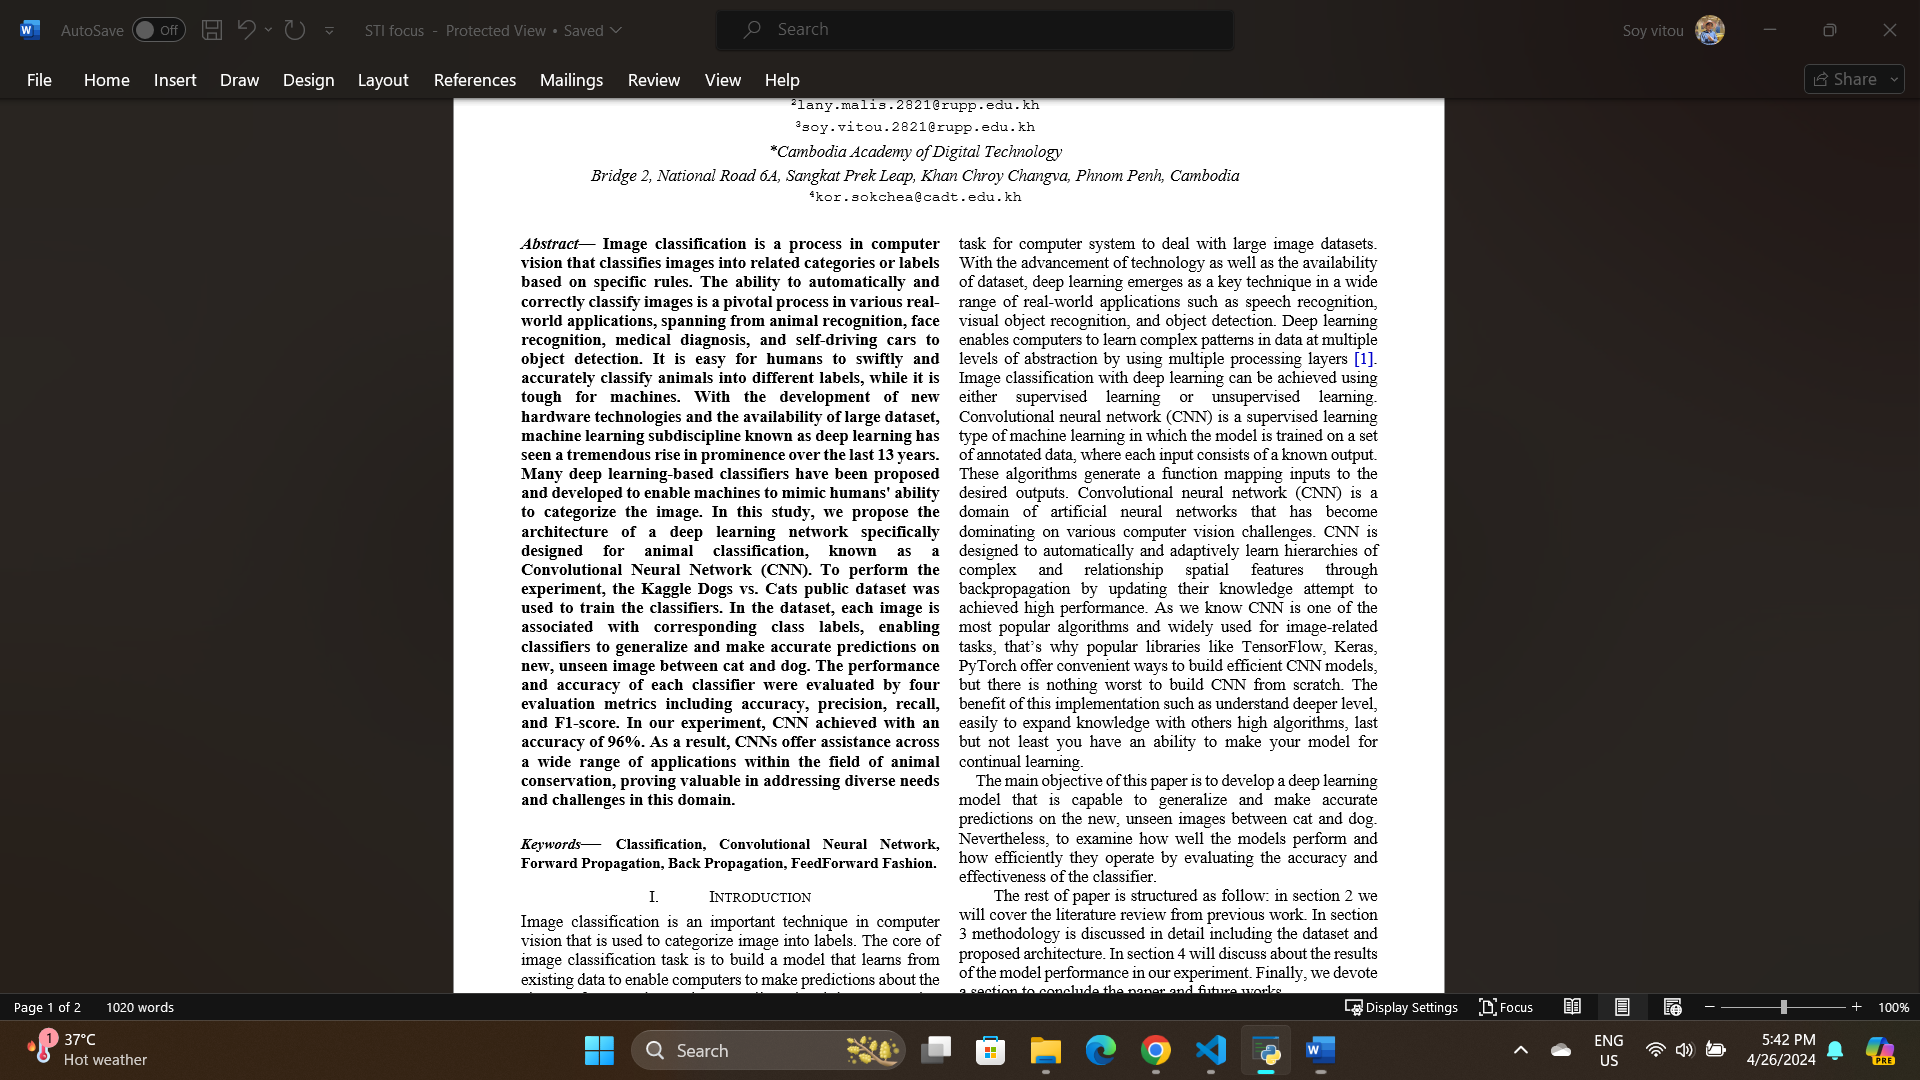 AutoSave Off STI focus - Protected View • Saved Search Soy vitou
File Home Insert Draw Design Layout References Mailings Review View Help Share
²lany.malis.2821@rupp.edu.kh
³soy.vitou.2821@rupp.edu.kh
*Cambodia Academy of Digital Technology
Bridge 2, National Road 6A, Sangkat Prek Leap, Khan Chroy Changva, Phnom Penh, Cambodia
⁴kor.sokchea@cadt.edu.kh
Abstract— Image classification is a process in computer
vision that classifies images into related categories or labels
based on specific rules. The ability to automatically and
correctly classify images is a pivotal process in various real-
world applications, spanning from animal recognition, face
recognition, medical diagnosis, and self-driving cars to
object detection. It is easy for humans to swiftly and
accurately classify animals into different labels, while it is
tough for machines. With the development of new
hardware technologies and the availability of large dataset,
machine learning subdiscipline known as deep learning has
seen a tremendous rise in prominence over the last 13 years.
Many deep learning-based classifiers have been proposed
and developed to enable machines to mimic humans' ability
to categorize the image. In this study, we propose the
architecture of a deep learning network specifically
designed for animal classification, known as a
Convolutional Neural Network (CNN). To perform the
experiment, the Kaggle Dogs vs. Cats public dataset was
used to train the classifiers. In the dataset, each image is
associated with corresponding class labels, enabling
classifiers to generalize and make accurate predictions on
new, unseen image between cat and dog. The performance
and accuracy of each classifier were evaluated by four
evaluation metrics including accuracy, precision, recall,
and F1-score. In our experiment, CNN achieved with an
accuracy of 96%. As a result, CNNs offer assistance across
a wide range of applications within the field of animal
conservation, proving valuable in addressing diverse needs
and challenges in this domain.
Keywords— Classification, Convolutional Neural Network,
Forward Propagation, Back Propagation, FeedForward Fashion.
I. INTRODUCTION
Image classification is an important technique in computer
vision that is used to categorize image into labels. The core of
image classification task is to build a model that learns from
existing data to enable computers to make predictions about the
task for computer system to deal with large image datasets.
With the advancement of technology as well as the availability
of dataset, deep learning emerges as a key technique in a wide
range of real-world applications such as speech recognition,
visual object recognition, and object detection. Deep learning
enables computers to learn complex patterns in data at multiple
levels of abstraction by using multiple processing layers [1].
Image classification with deep learning can be achieved using
either supervised learning or unsupervised learning.
Convolutional neural network (CNN) is a supervised learning
type of machine learning in which the model is trained on a set
of annotated data, where each input consists of a known output.
These algorithms generate a function mapping inputs to the
desired outputs. Convolutional neural network (CNN) is a
domain of artificial neural networks that has become
dominating on various computer vision challenges. CNN is
designed to automatically and adaptively learn hierarchies of
complex and relationship spatial features through
backpropagation by updating their knowledge attempt to
achieved high performance. As we know CNN is one of the
most popular algorithms and widely used for image-related
tasks, that’s why popular libraries like TensorFlow, Keras,
PyTorch offer convenient ways to build efficient CNN models,
but there is nothing worst to build CNN from scratch. The
benefit of this implementation such as understand deeper level,
easily to expand knowledge with others high algorithms, last
but not least you have an ability to make your model for
continual learning.
The main objective of this paper is to develop a deep learning
model that is capable to generalize and make accurate
predictions on the new, unseen images between cat and dog.
Nevertheless, to examine how well the models perform and
how efficiently they operate by evaluating the accuracy and
effectiveness of the classifier.
The rest of paper is structured as follow: in section 2 we
will cover the literature review from previous work. In section
3 methodology is discussed in detail including the dataset and
proposed architecture. In section 4 will discuss about the results
of the model performance in our experiment. Finally, we devote
a section to conclude the paper and future works.
Page 1 of 2 1020 words Display Settings Focus 100%
1 37°C
Hot weather
Search
PRE
ENG
US
5:42 PM
4/26/2024